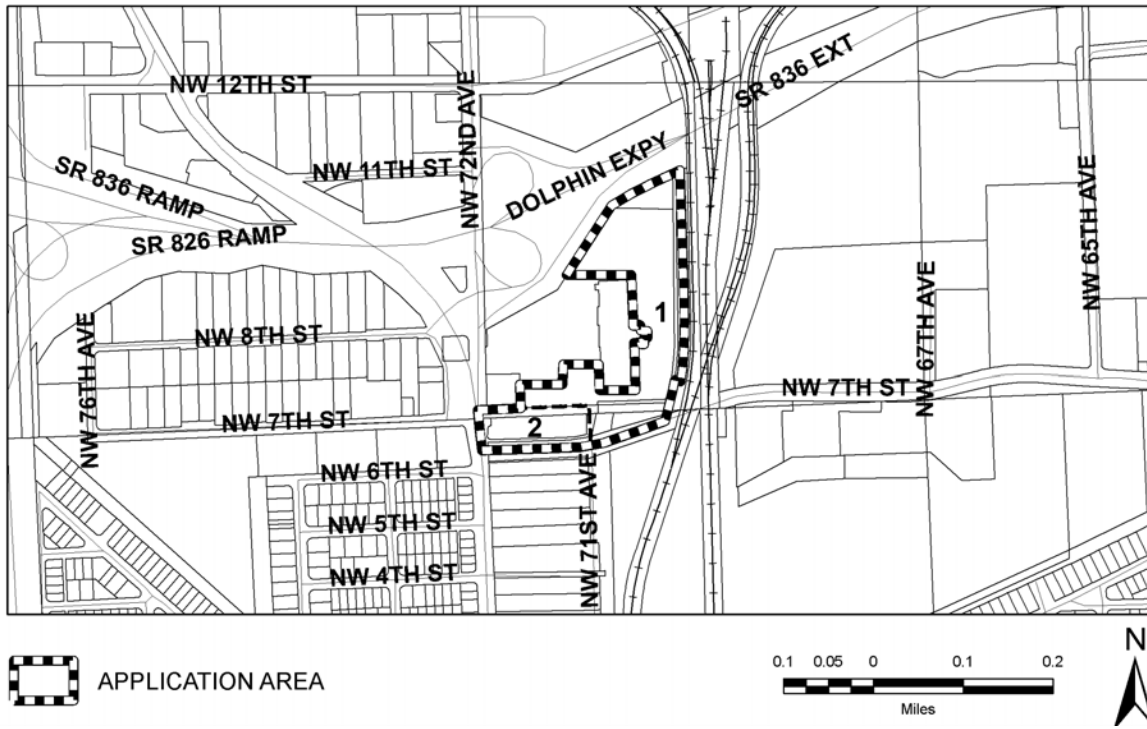 NW 12TH ST
NW 72ND AVE
SR 836 EXT
NW 11TH ST
DOLPHIN EXPY
SR 836 RAMP
SR 826 RAMP
NW 65TH AVE
NW 67TH AVE
1
NW 8TH ST
NW 76TH AVE
NW 7TH ST
NW 7TH ST
2
NW 6TH ST
NW 5TH ST
NW 4TH ST
NW 71ST AVE
APPLICATION AREA
0.1 0.05 0 0.1 0.2
Miles
N